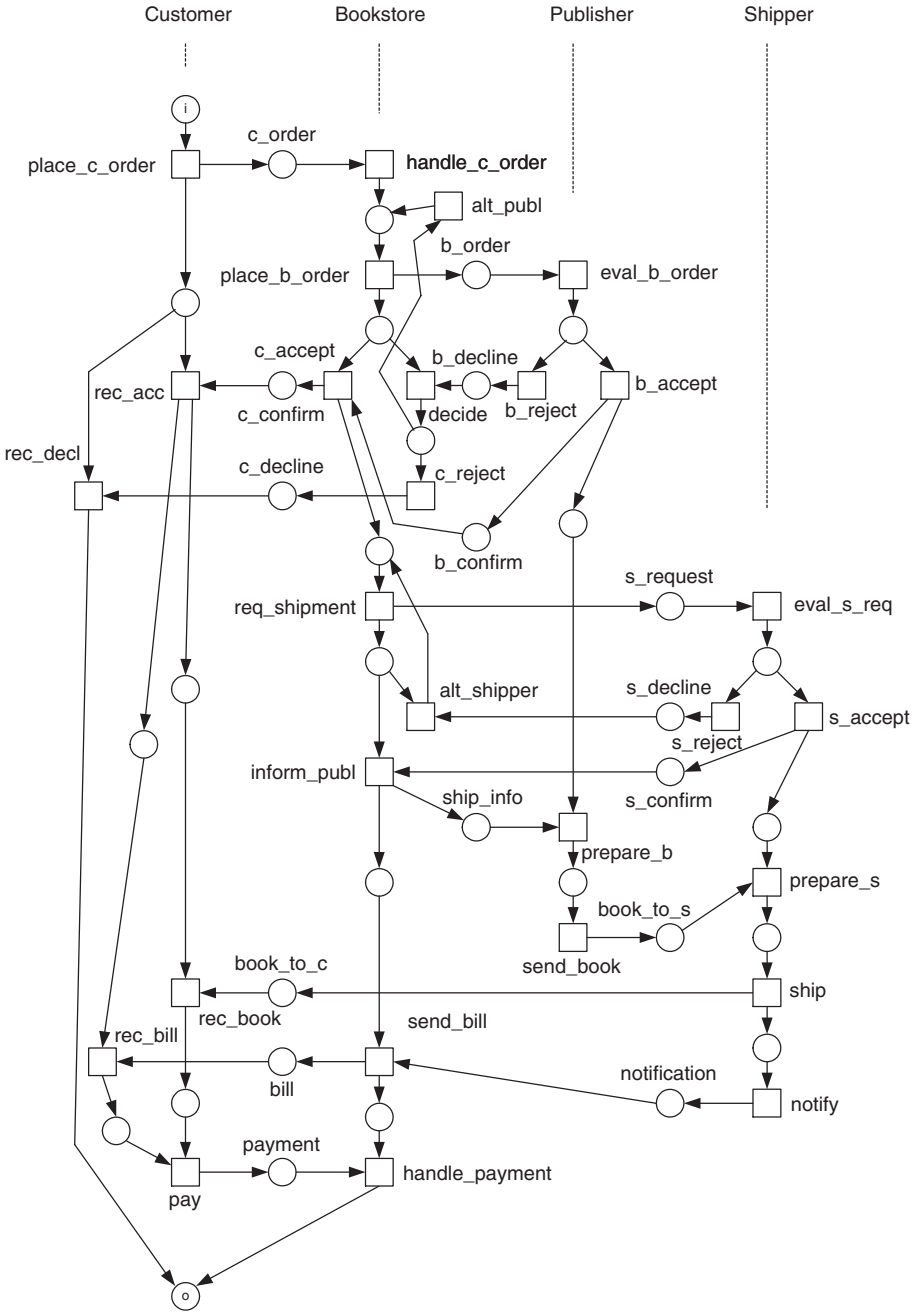 Customer
Bookstore
Publisher
Shipper
i
c_order
place_c_order
handle_c_order
alt_publ
b_order
place_b_order
eval_b_order
c_accept
b_decline
rec_acc
b_accept
c_confirm
decide
b_reject
rec_decl
c_decline
c_reject
b_confirm
s_request
req_shipment
eval_s_req
alt_shipper
s_decline
s_accept
s_reject
inform_publ
s_confirm
ship_info
prepare_b
prepare_s
book_to_s
send_book
book_to_c
ship
rec_book
send_bill
rec_bill
bill
notification
notify
payment
handle_payment
pay
o